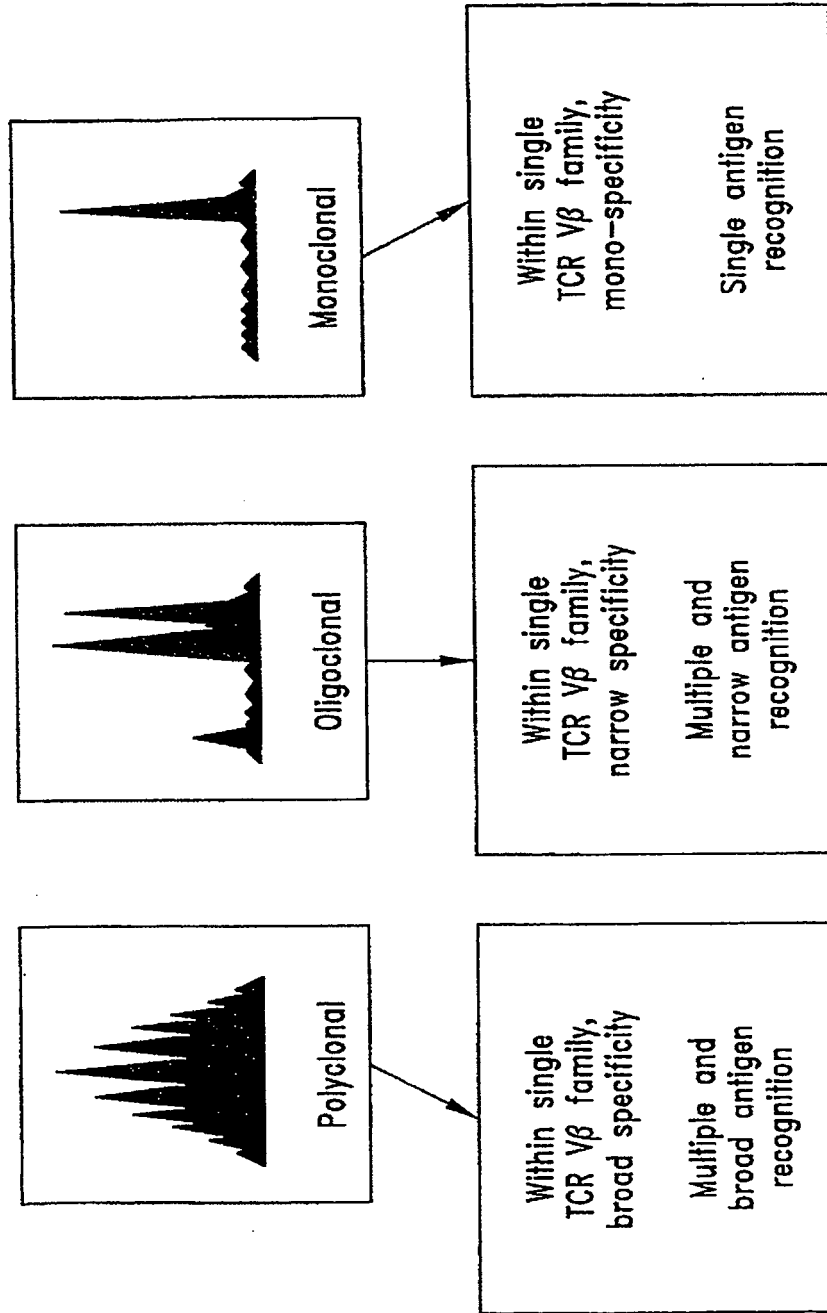 Polyclonal
Within single
TCR Vβ family,
broad specificity
Multiple and
broad antigen
recognition
Oligoclonal
Within single
TCR Vβ family,
narrow specificity
Multiple and
narrow antigen
recognition
Monoclonal
Within single
TCR Vβ family,
mono-specificity
Single antigen
recognition